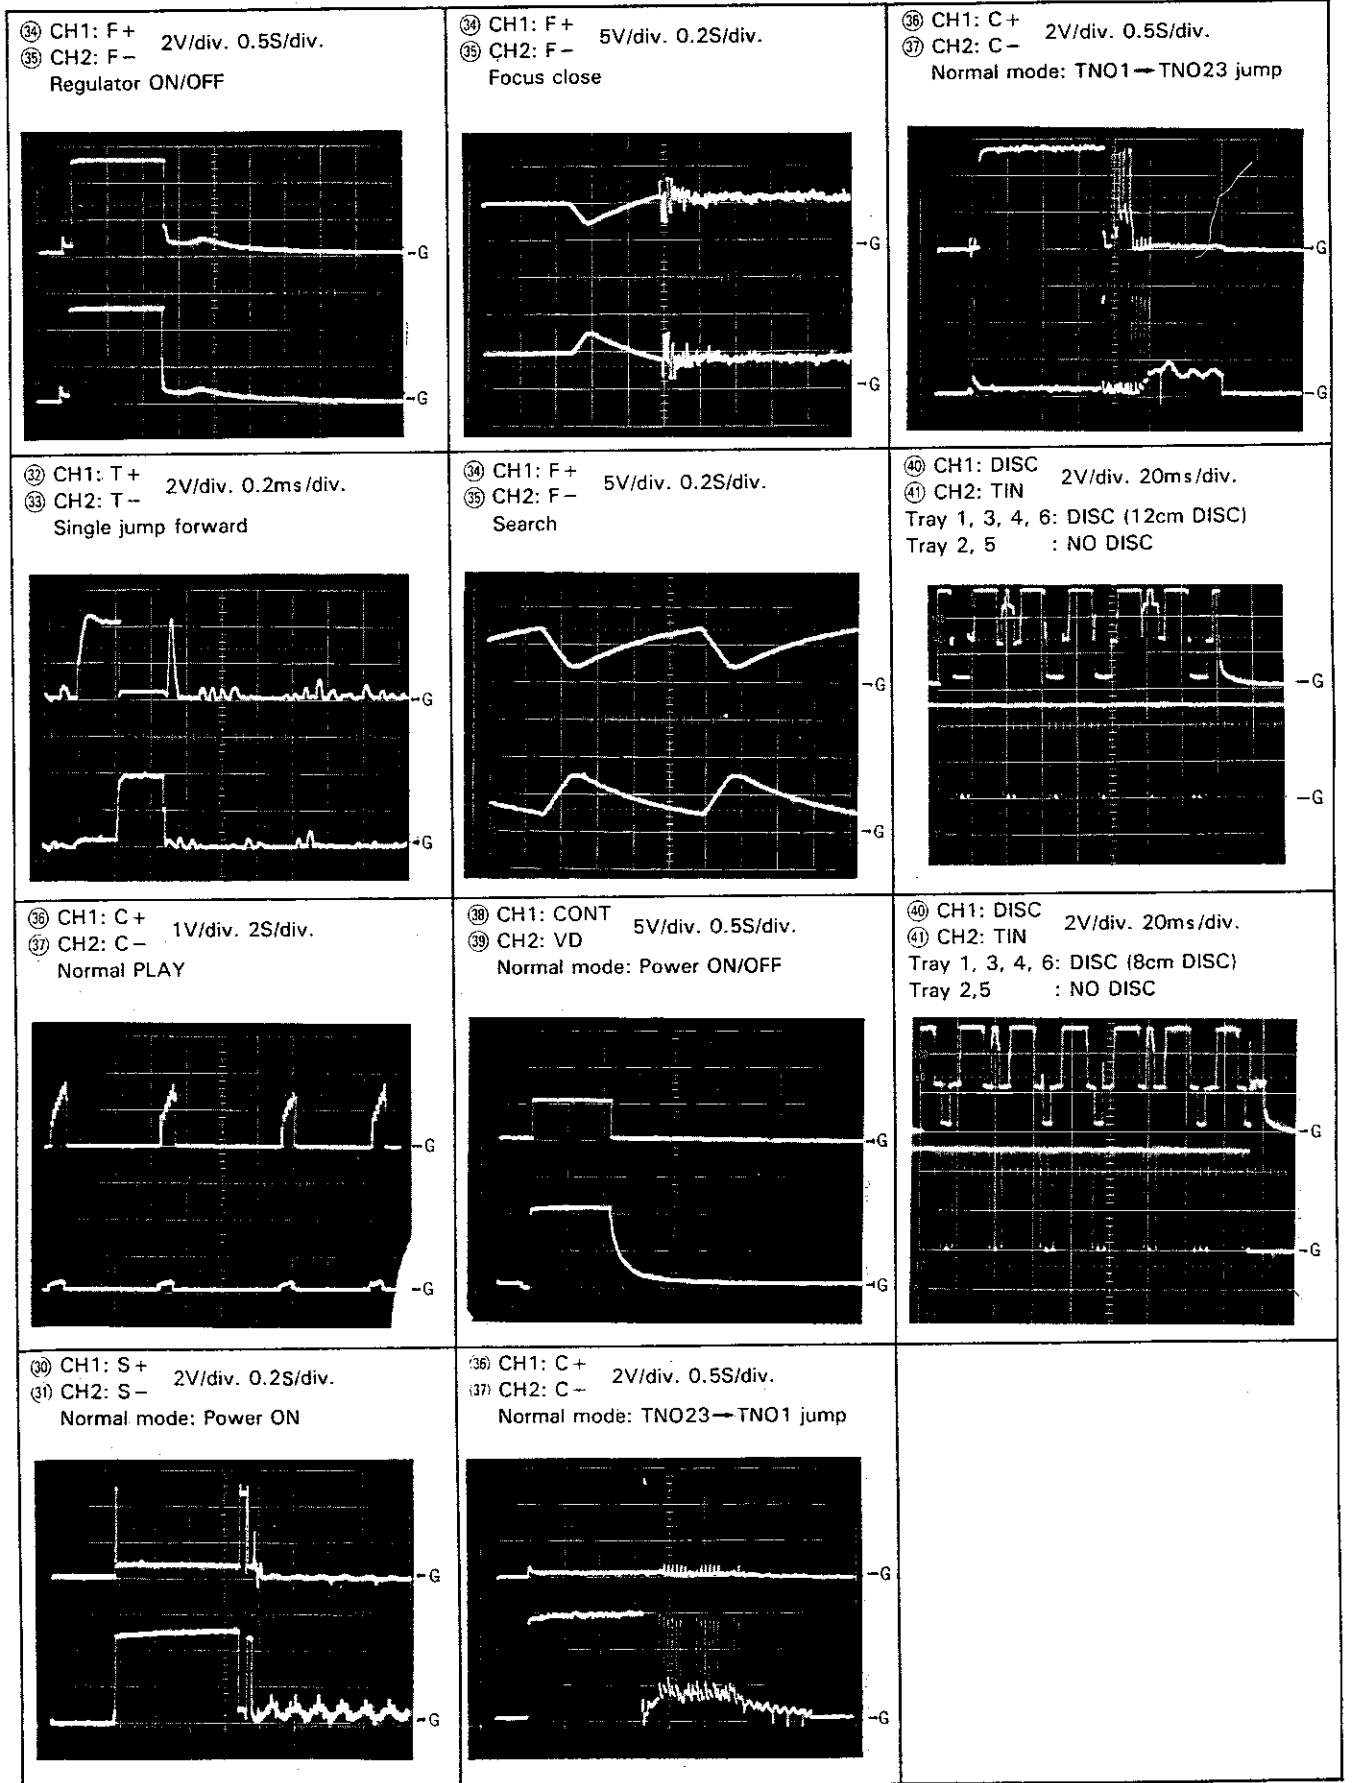 ㉞ CH1: F+ 2V/div. 0.5S/div.
㉟ CH2: F−
Regulator ON/OFF
-G
-G
㉞ CH1: F+ 5V/div. 0.2S/div.
㉟ CH2: F−
Focus close
-G
-G
㊱ CH1: C+ 2V/div. 0.5S/div.
㊲ CH2: C−
Normal mode: TNO1→TNO23 jump
-G
-G
㉜ CH1: T+ 2V/div. 0.2ms/div.
㉝ CH2: T−
Single jump forward
-G
-G
㉞ CH1: F+ 5V/div. 0.2S/div.
㉟ CH2: F−
Search
-G
-G
㊵ CH1: DISC 2V/div. 20ms/div.
㊶ CH2: TIN
Tray 1, 3, 4, 6: DISC (12cm DISC)
Tray 2, 5 : NO DISC
-G
-G
㊱ CH1: C+ 1V/div. 2S/div.
㊲ CH2: C−
Normal PLAY
-G
-G
㊳ CH1: CONT 5V/div. 0.5S/div.
㊴ CH2: VD
Normal mode: Power ON/OFF
-G
-G
㊵ CH1: DISC 2V/div. 20ms/div.
㊶ CH2: TIN
Tray 1, 3, 4, 6: DISC (8cm DISC)
Tray 2,5 : NO DISC
-G
-G
㉚ CH1: S+ 2V/div. 0.2S/div.
㉛ CH2: S−
Normal mode: Power ON
-G
-G
㊱ CH1: C+ 2V/div. 0.5S/div.
㊲ CH2: C−
Normal mode: TNO23→TNO1 jump
-G
-G